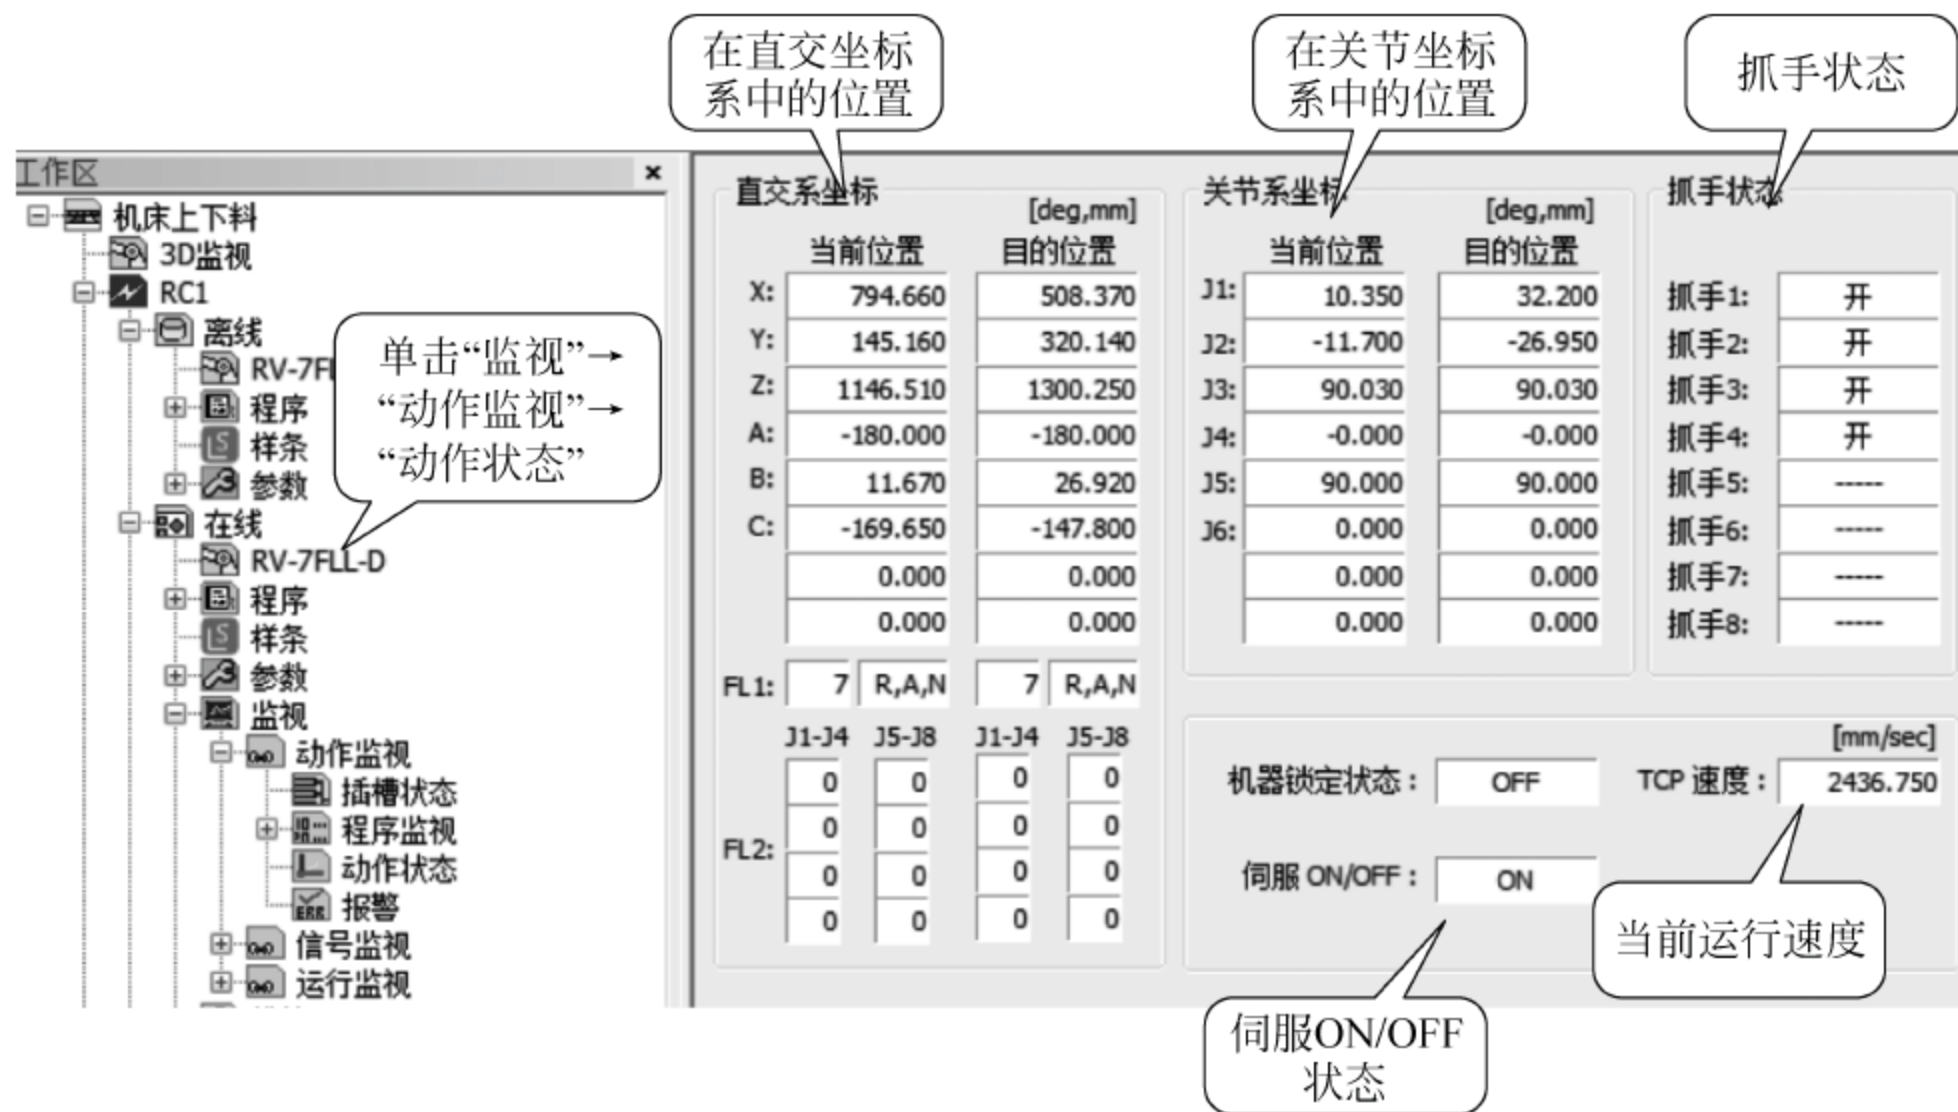 在直交坐标
系中的位置
在关节坐标
系中的位置
抓手状态
工作区
机床上下料
3D监视
RC1
离线
RV-7FL
程序
样条
参数
在线
RV-7FLL-D
程序
样条
参数
监视
动作监视
插槽状态
程序监视
动作状态
报警
信号监视
运行监视
单击“监视”→
“动作监视”→
“动作状态”
直交系坐标
[deg,mm]
当前位置 目的位置
X: 794.660 508.370
Y: 145.160 320.140
Z: 1146.510 1300.250
A: -180.000 -180.000
B: 11.670 26.920
C: -169.650 -147.800
0.000 0.000
0.000 0.000
FL1: 7 R,A,N 7 R,A,N
J1-J4 J5-J8 J1-J4 J5-J8
0 0 0 0
0 0 0 0
FL2:
0 0 0 0
0 0 0 0
关节系坐标
[deg,mm]
当前位置 目的位置
J1: 10.350 32.200
J2: -11.700 -26.950
J3: 90.030 90.030
J4: -0.000 -0.000
J5: 90.000 90.000
J6: 0.000 0.000
0.000 0.000
0.000 0.000
抓手状态
抓手1: 开
抓手2: 开
抓手3: 开
抓手4: 开
抓手5: -----
抓手6: -----
抓手7: -----
抓手8: -----
[mm/sec]
机器锁定状态： OFF TCP 速度： 2436.750
伺服 ON/OFF： ON
当前运行速度
伺服ON/OFF
状态